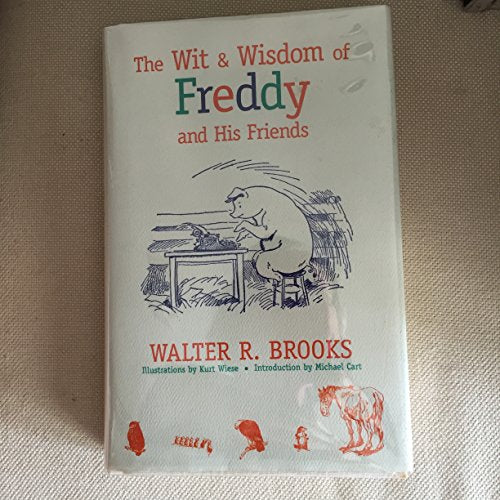 The Wit & Wisdom of
Freddy
and His Friends
WALTER R. BROOKS
Illustrations by Kurt Wiese ▪ Introduction by Michael Cart